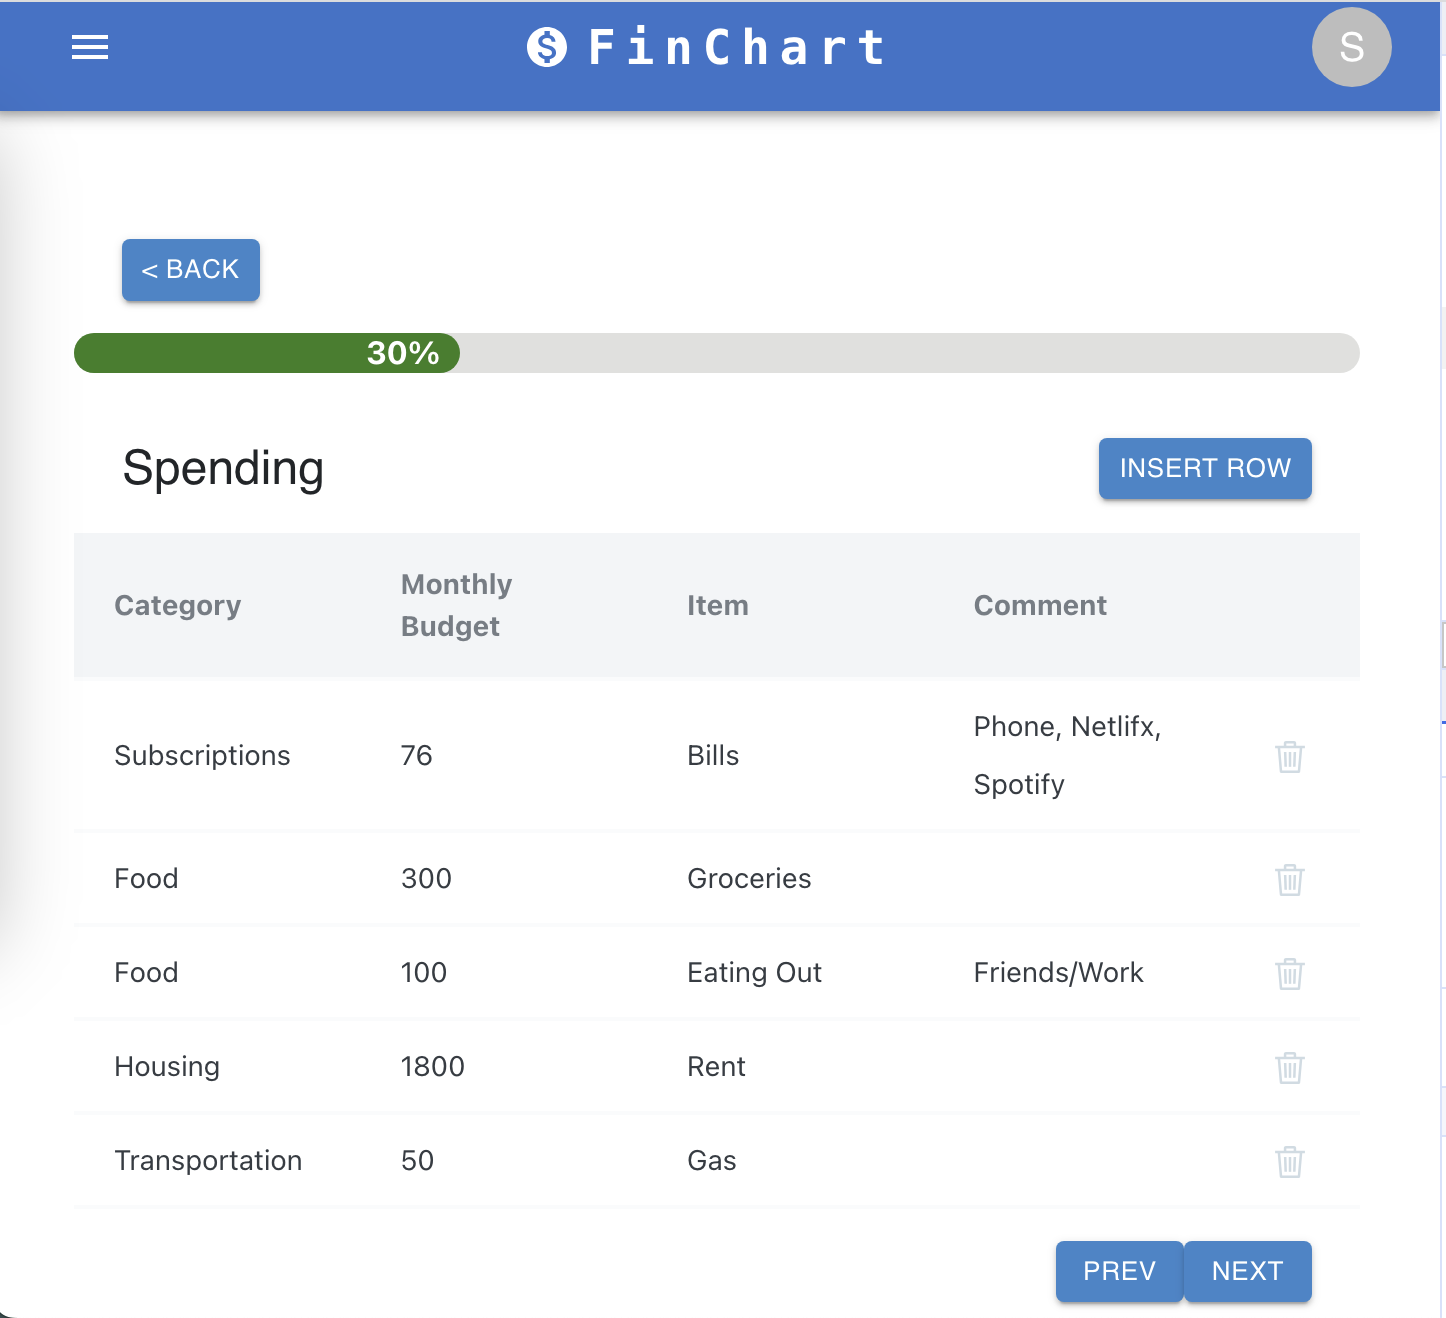 FinChart
S
< BACK
30%
Spending
INSERT ROW
Category
Monthly
Budget
Item
Comment
Subscriptions
76
Bills
Phone, Netlifx,
Spotify
Food
300
Groceries
Food
100
Eating Out
Friends/Work
Housing
1800
Rent
Transportation
50
Gas
PREV
NEXT